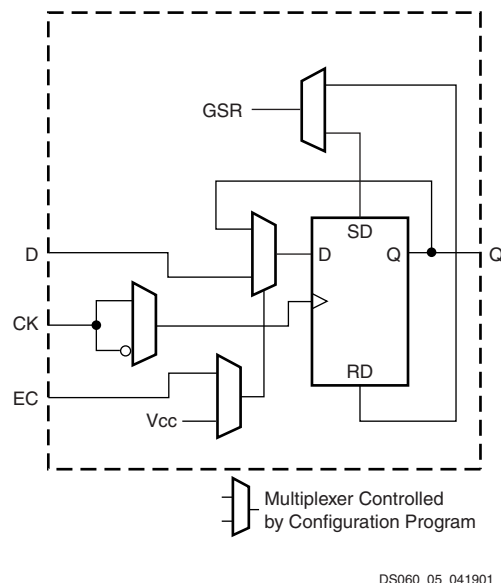 GSR
SD
D
D
Q
Q
CK
RD
EC
Vcc
Multiplexer Controlled
by Configuration Program
DS060_05_041901